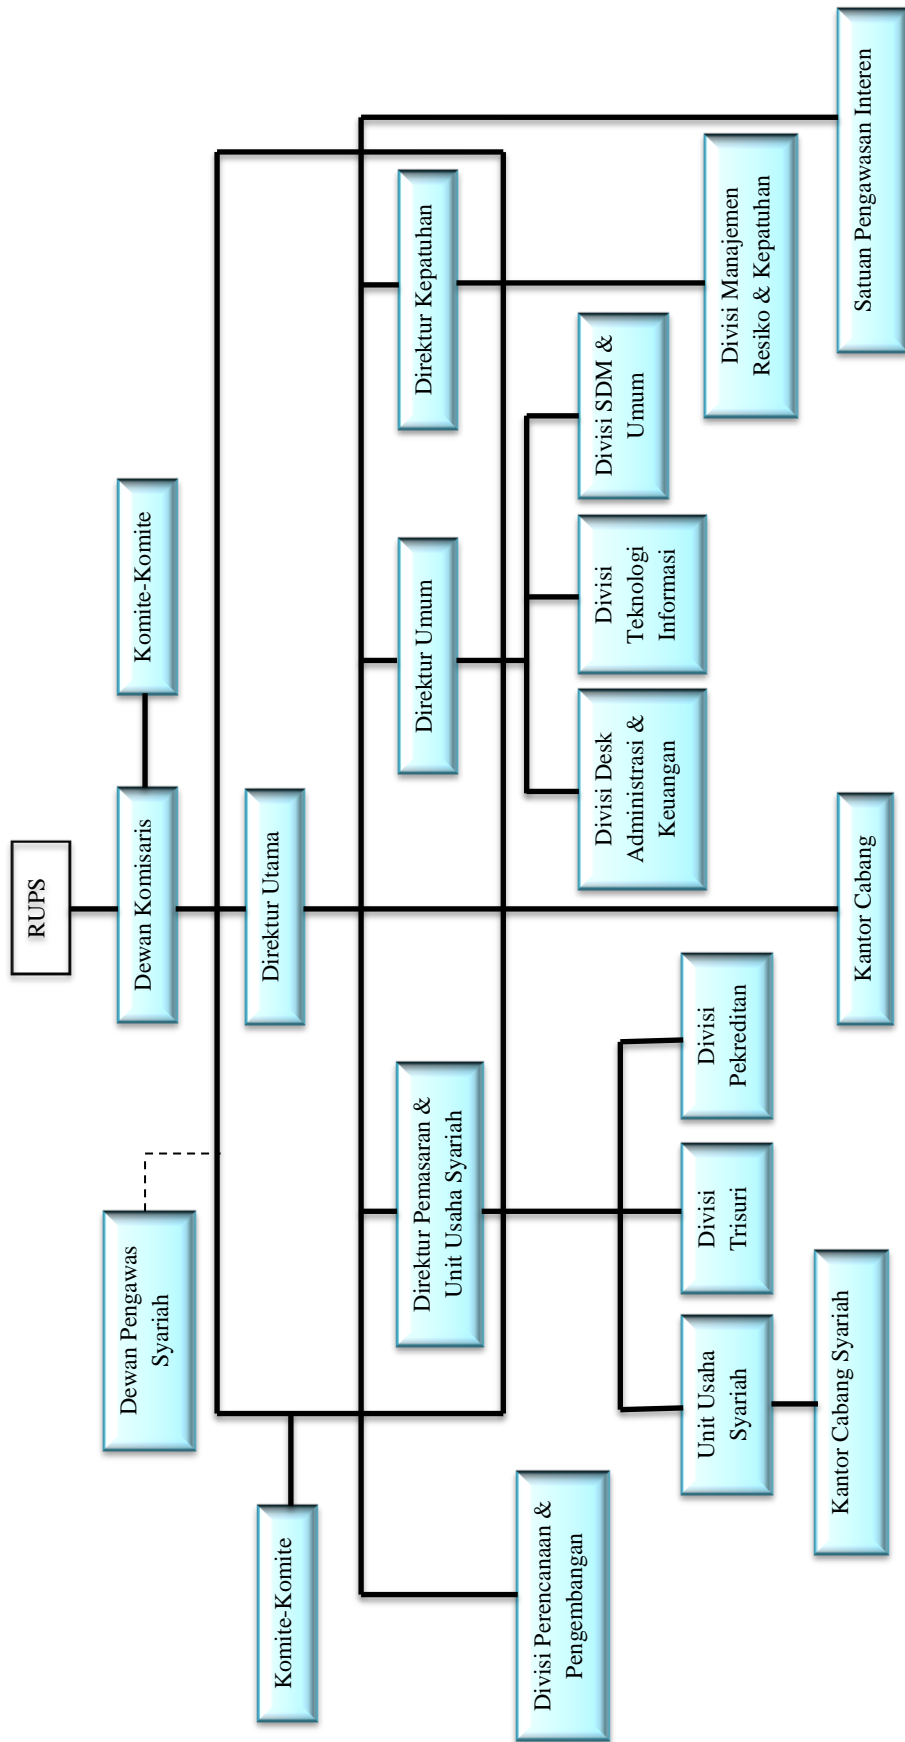 RUPS
Dewan Komisaris
Komite-Komite
Dewan Pengawas
Syariah
Direktur Utama
Komite-Komite
Direktur Pemasaran &
Unit Usaha Syariah
Direktur Umum
Direktur Kepatuhan
Divisi Perencanaan &
Pengembangan
Divisi Desk
Administrasi &
Keuangan
Divisi
Teknologi
Informasi
Divisi SDM &
Umum
Unit Usaha
Syariah
Divisi
Trisuri
Divisi
Pekreditan
Divisi Manajemen
Resiko & Kepatuhan
Kantor Cabang Syariah
Kantor Cabang
Satuan Pengawasan Interen